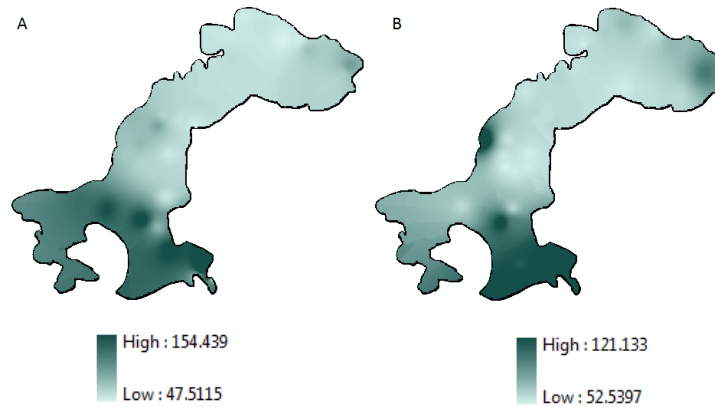 A
B
High : 154.439
Low : 47.5115
High : 121.133
Low : 52.5397